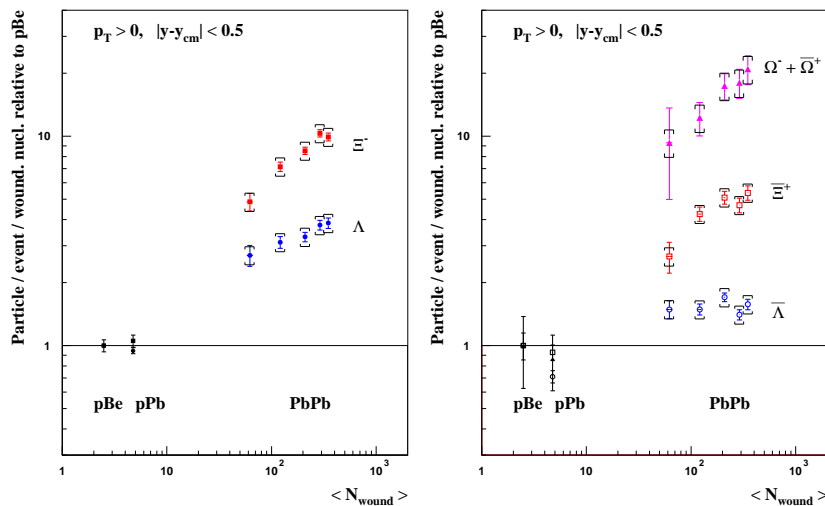 Particle / event / wound. nucl. relative to pBe
p_T > 0, |y-y_cm| < 0.5
10
1
Ξ⁻
Λ
pBe pPb PbPb
1 10 10² 10³
< N_wound >
Particle / event / wound. nucl. relative to pBe
p_T > 0, |y-y_cm| < 0.5
10
1
Ω⁻ + Ω̅⁺
Ξ̅⁺
Λ̅
pBe pPb PbPb
1 10 10² 10³
< N_wound >